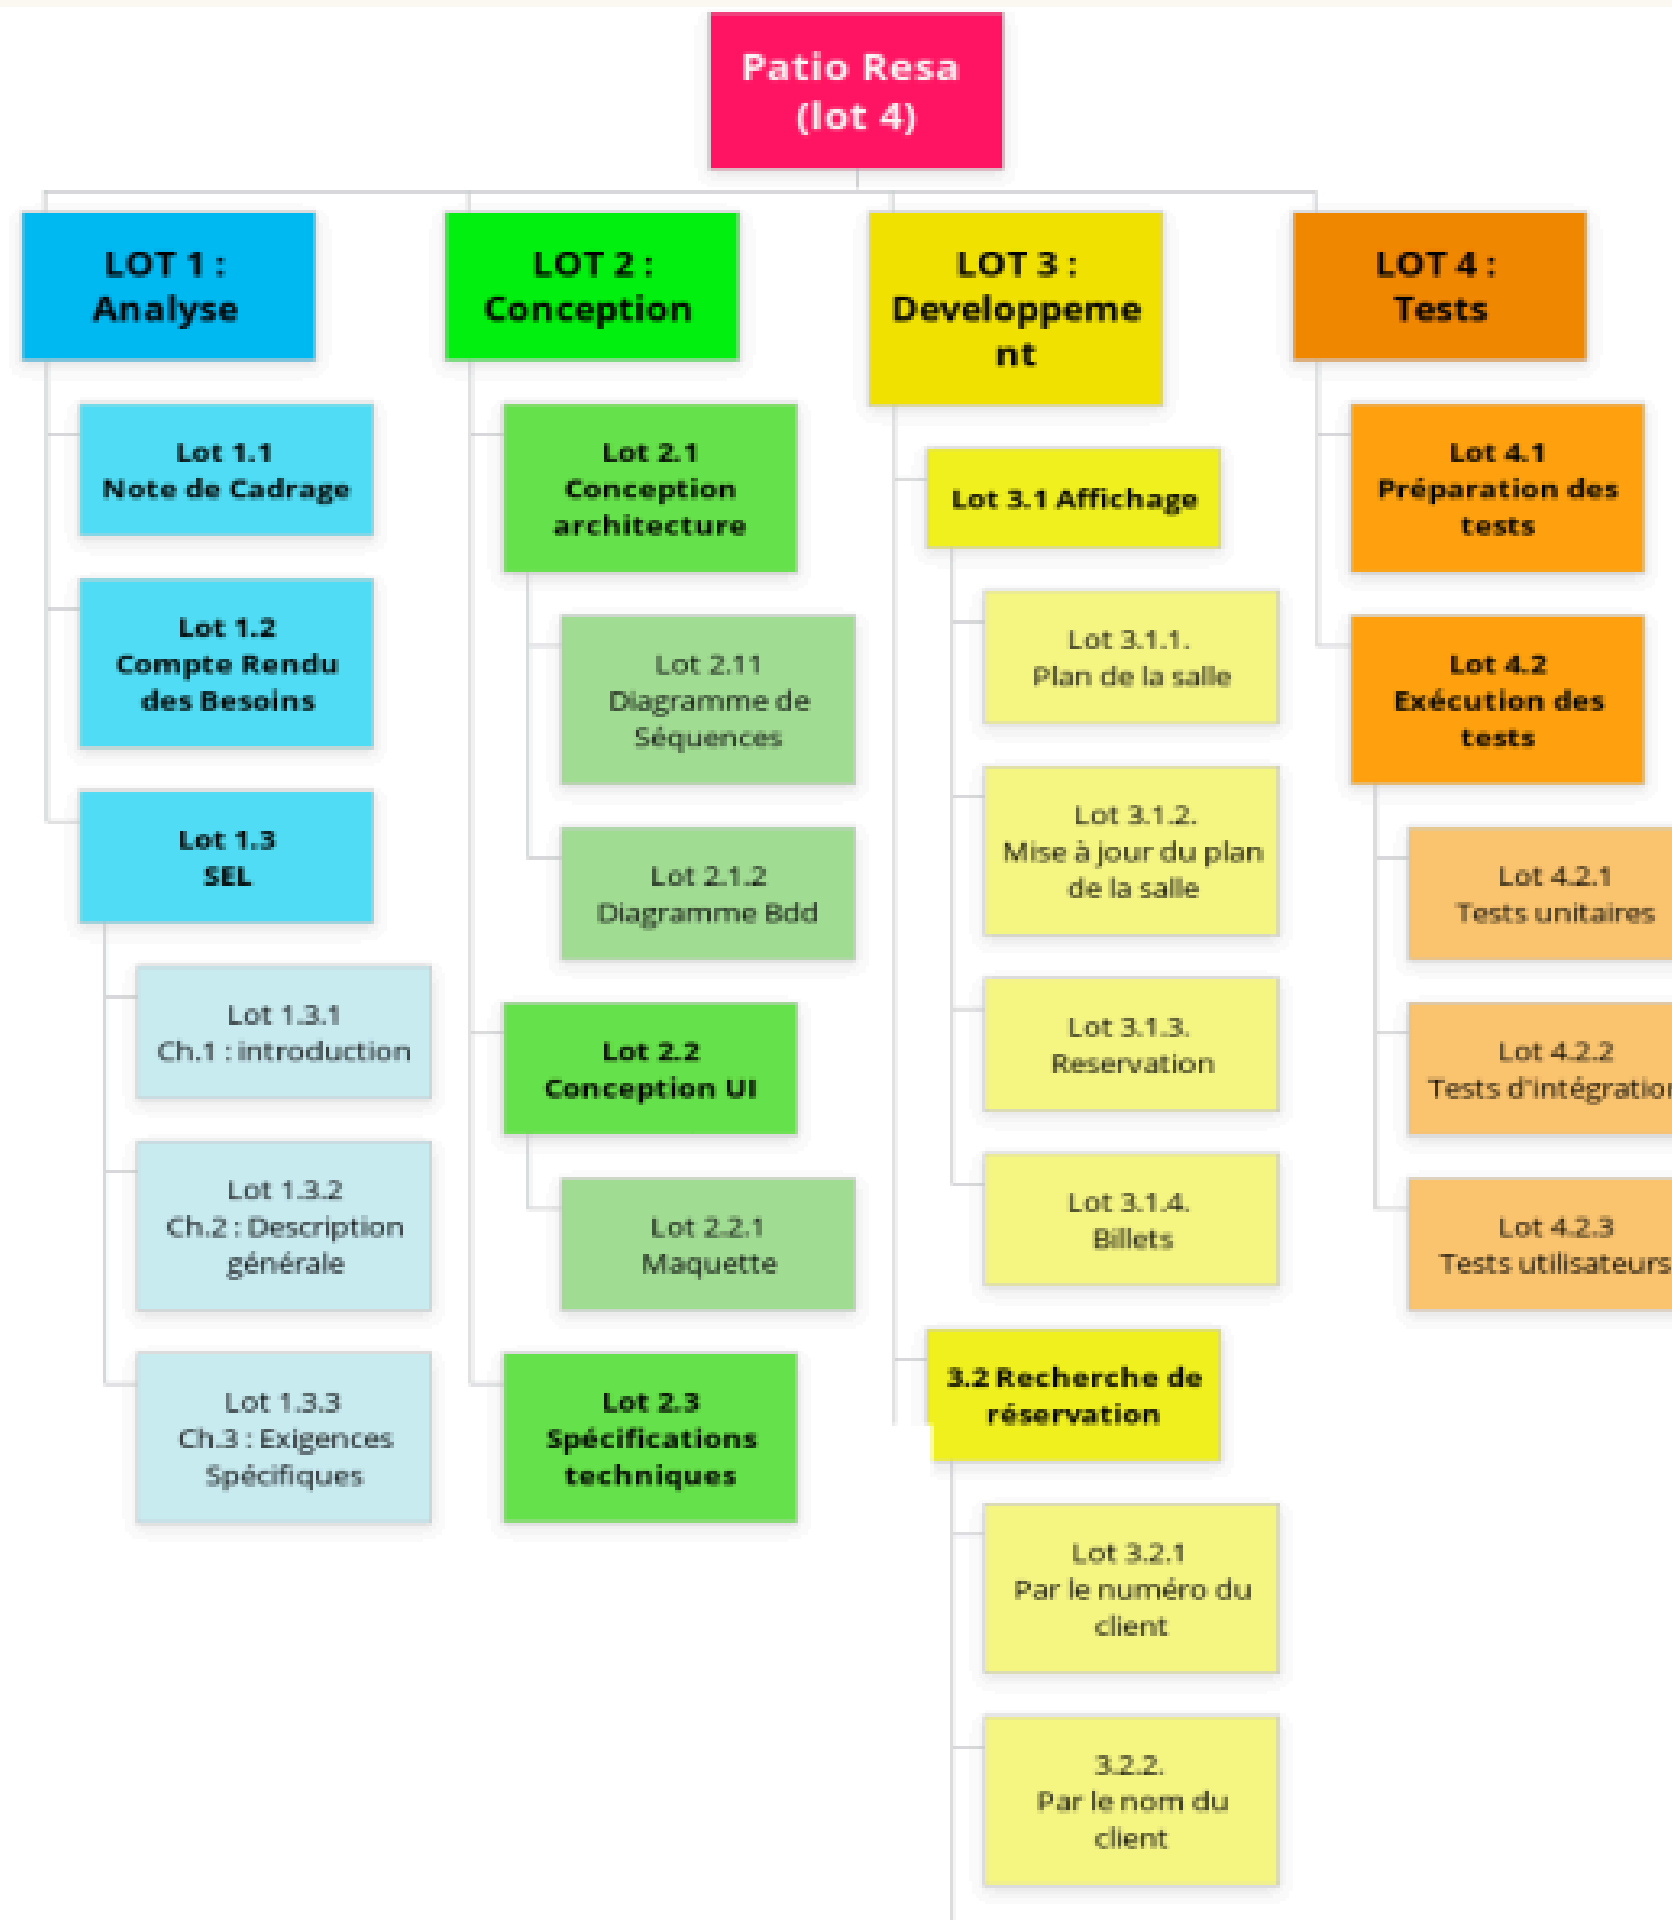 Patio Resa
(lot 4)
LOT 1 :
Analyse
Lot 1.1
Note de Cadrage
Lot 1.2
Compte Rendu
des Besoins
Lot 1.3
SEL
Lot 1.3.1
Ch.1 : introduction
Lot 1.3.2
Ch.2 : Description
générale
Lot 1.3.3
Ch.3 : Exigences
Spécifiques
LOT 2 :
Conception
Lot 2.1
Conception
architecture
Lot 2.11
Diagramme de
Séquences
Lot 2.1.2
Diagramme Bdd
Lot 2.2
Conception UI
Lot 2.2.1
Maquette
Lot 2.3
Spécifications
techniques
LOT 3 :
Developpeme
nt
Lot 3.1 Affichage
Lot 3.1.1.
Plan de la salle
Lot 3.1.2.
Mise à jour du plan
de la salle
Lot 3.1.3.
Reservation
Lot 3.1.4.
Billets
3.2 Recherche de
réservation
Lot 3.2.1
Par le numéro du
client
3.2.2.
Par le nom du
client
LOT 4 :
Tests
Lot 4.1
Préparation des
tests
Lot 4.2
Exécution des
tests
Lot 4.2.1
Tests unitaires
Lot 4.2.2
Tests d'intégration
Lot 4.2.3
Tests utilisateurs